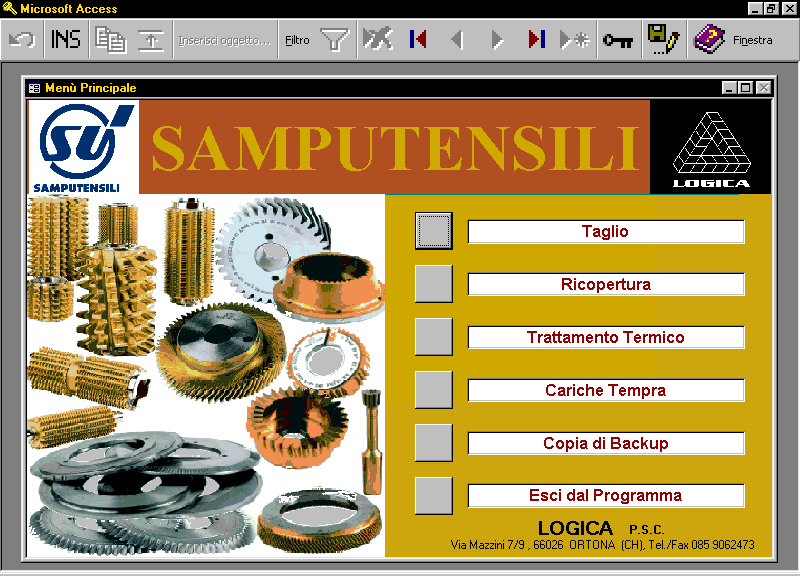 Microsoft Access
INS
Inserisci oggetto...
Filtro
Finestra
Menù Principale
SU
SAMPUTENSILI
SAMPUTENSILI
LOGICA
Taglio
Ricopertura
Trattamento Termico
Cariche Tempra
Copia di Backup
Esci dal Programma
LOGICA P.S.C.
Via Mazzini 7/9 , 66026 ORTONA (CH), Tel./Fax 085 9062473